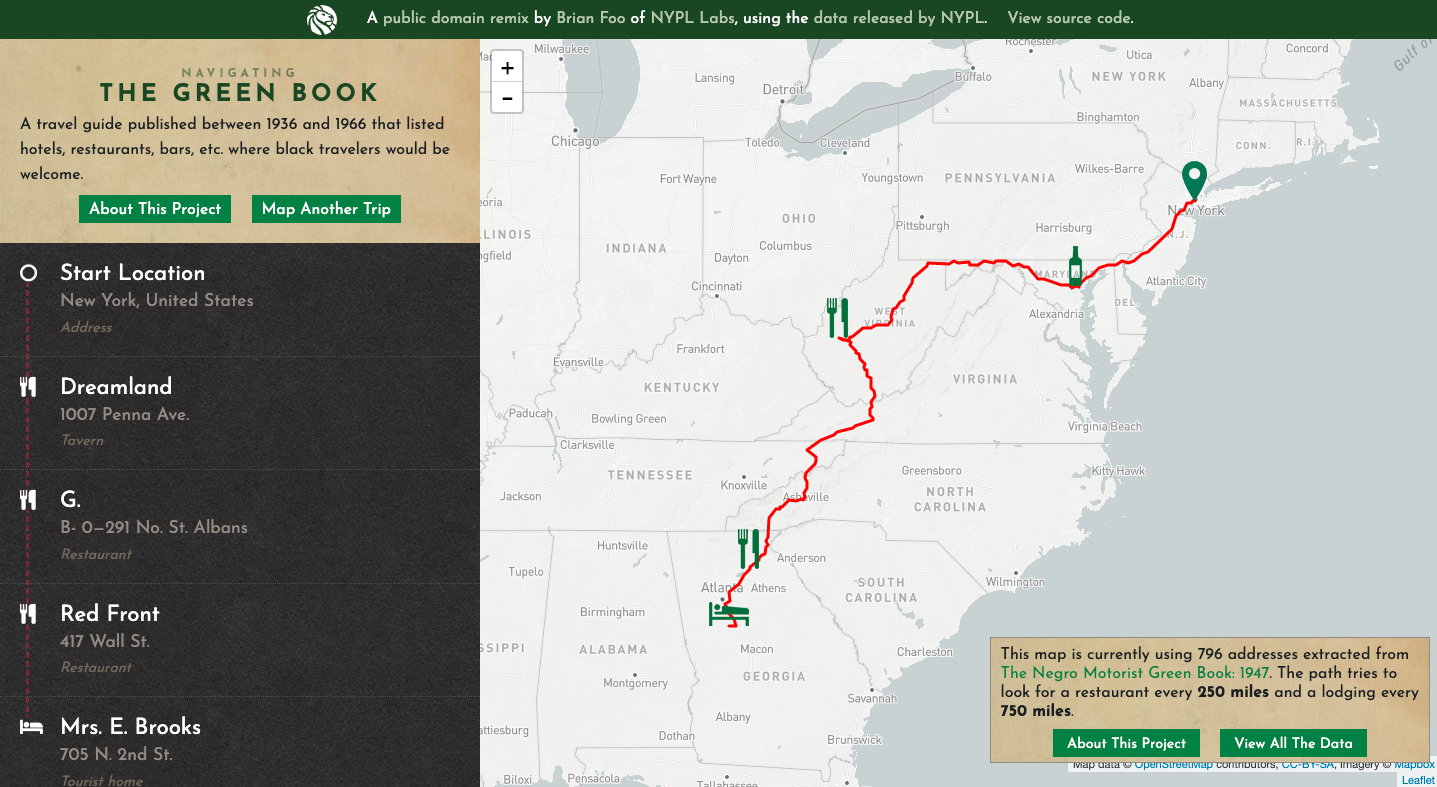 A public domain remix by Brian Foo of NYPL Labs, using the data released by NYPL. View source code.
NAVIGATING
THE GREEN BOOK
A travel guide published between 1936 and 1966 that listed
hotels, restaurants, bars, etc. where black travelers would be
welcome.
About This Project
Map Another Trip
Start Location
New York, United States
Address
Dreamland
1007 Penna Ave.
Tavern
G.
B- 0—291 No. St. Albans
Restaurant
Red Front
417 Wall St.
Restaurant
Mrs. E. Brooks
705 N. 2nd St.
Tourist home
+
-
Milwaukee
Rochester
Utica
Concord
Gulf o
Lansing
Buffalo
NEW YORK
Albany
Detroit
MASSACHUSETTS
Binghamton
Chicago
Toledo
Cleveland
CONN.
R.I.
Fort Wayne
Youngstown
PENNSYLVANIA
Wilkes-Barre
eoria
New York
OHIO
Pittsburgh
Harrisburg
LINOIS
INDIANA
Columbus
N.J.
ngfield
Dayton
MARYLAND
Atlantic City
Cincinnati
DEL.
WEST
VIRGINIA
Alexandria
Frankfort
Evansville
KENTUCKY
VIRGINIA
Paducah
Bowling Green
Virginia Beach
Clarksville
TENNESSEE
Greensboro
Kitty Hawk
Knoxville
Jackson
Asheville
NORTH
CAROLINA
Huntsville
Anderson
Tupelo
Wilmington
Atlanta
Athens
SOUTH
CAROLINA
Birmingham
SSIPPI
ALABAMA
Macon
Charleston
GEORGIA
Montgomery
Savannah
Albany
attiesburg
Dothan
Brunswick
Biloxi
Pensacola
Tallahassee
This map is currently using 796 addresses extracted from
The Negro Motorist Green Book: 1947. The path tries to
look for a restaurant every 250 miles and a lodging every
750 miles.
About This Project
View All The Data
Map data © OpenStreetMap contributors, CC-BY-SA, Imagery © Mapbox
Leaflet